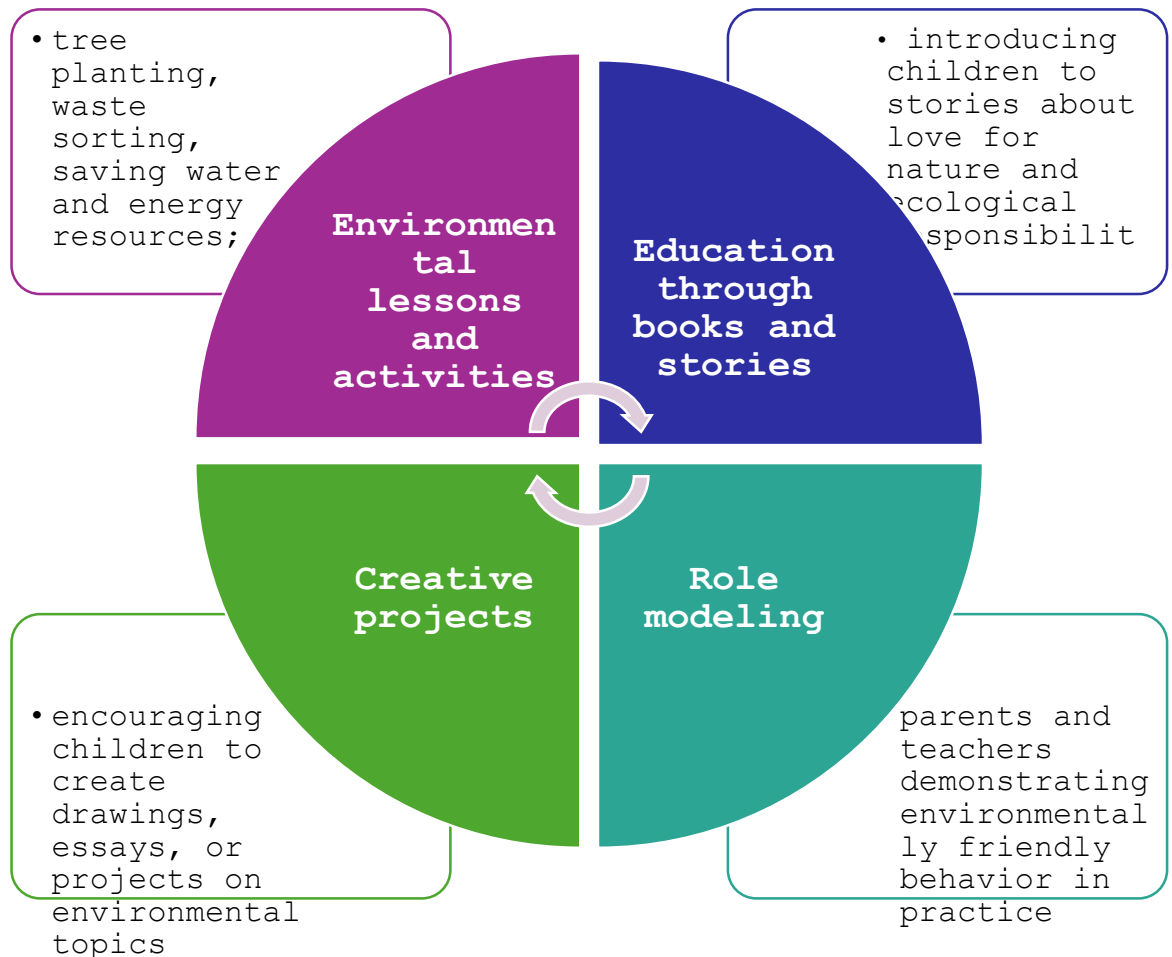 • tree
planting,
waste
sorting,
saving water
and energy
resources;
Environmen
tal
lessons
and
activities
• introducing
children to
stories about
love for
nature and
ecological
sponsibilit
Education
through
books and
stories
Creative
projects
• encouraging
children to
create
drawings,
essays, or
projects on
environmental
topics
Role
modeling
parents and
teachers
demonstrating
environmental
ly friendly
behavior in
practice